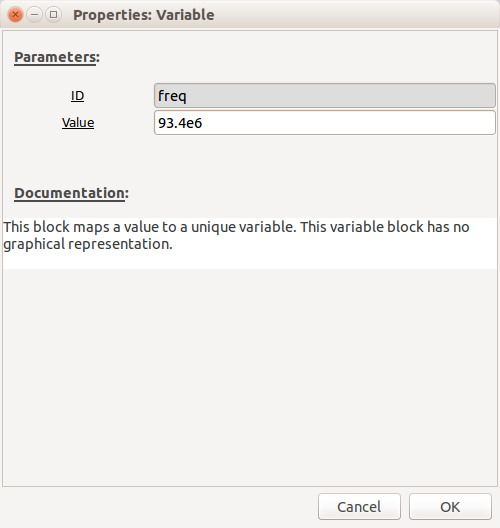 Properties: Variable
Parameters:
ID
freq
Value
93.4e6
Documentation:
This block maps a value to a unique variable. This variable block has no
graphical representation.
Cancel
OK